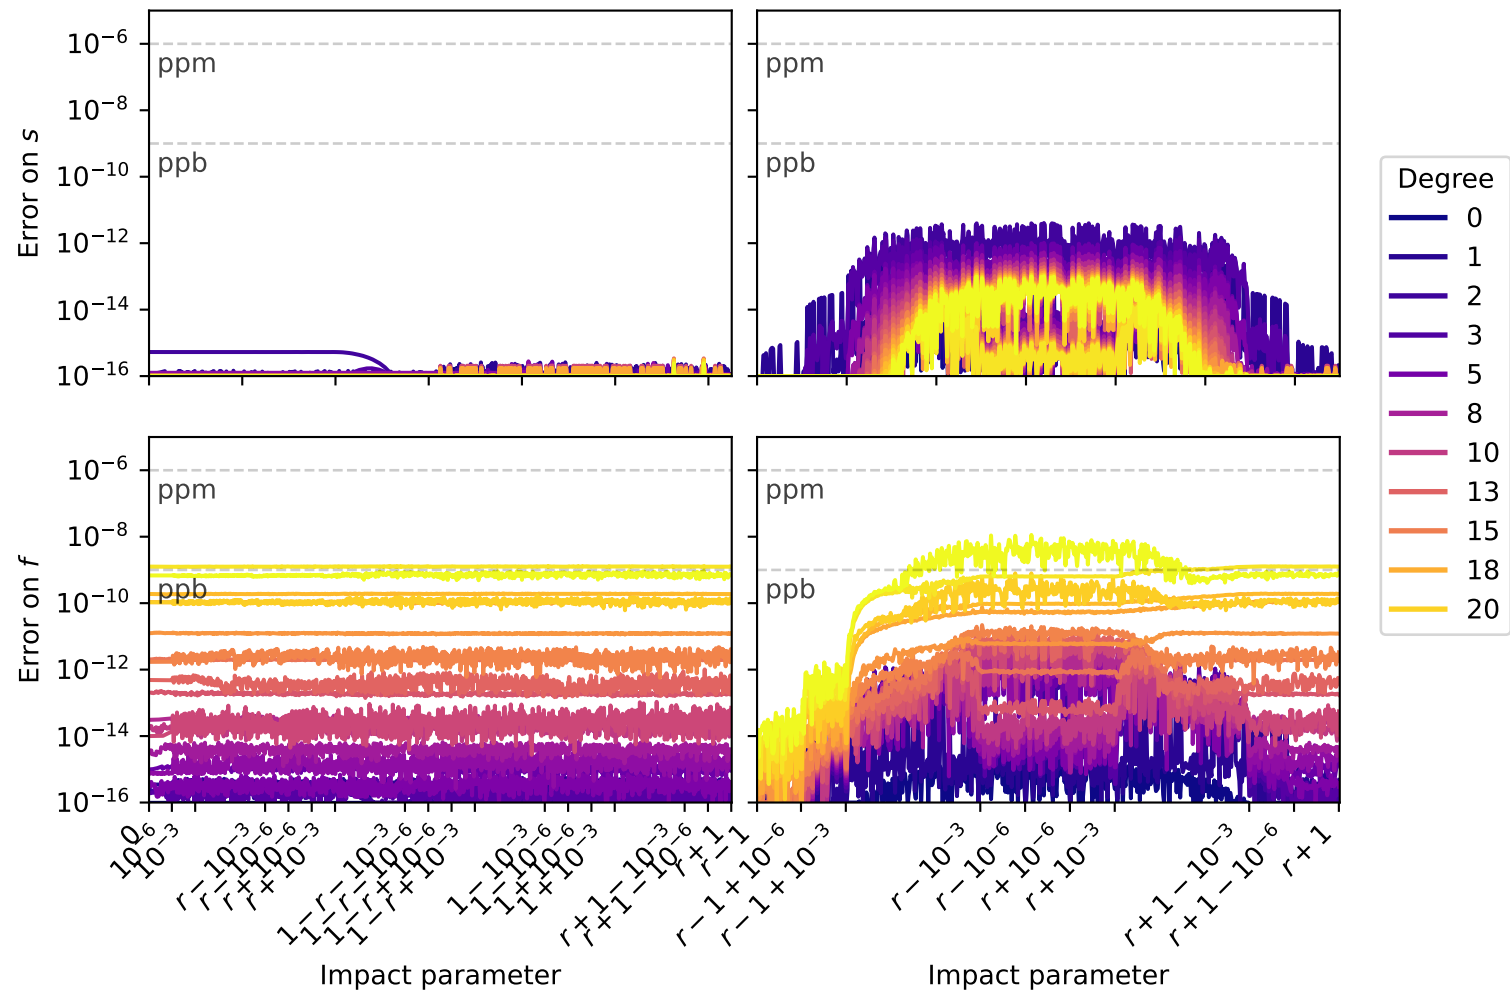 10⁻⁶
ppm
10⁻⁸
ppb
10⁻¹⁰
10⁻¹²
10⁻¹⁴
10⁻¹⁶
Error on s
ppm
ppb
Degree
0
1
2
3
5
8
10
13
15
18
20
10⁻⁶
ppm
10⁻⁸
ppb
10⁻¹⁰
10⁻¹²
10⁻¹⁴
10⁻¹⁶
Error on f
ppm
ppb
0
10⁻⁶
10⁻³
r − 10⁻³
r − 10⁻⁶
r + 10⁻⁶
r + 10⁻³
1 − r − 10⁻³
1 − r − 10⁻⁶
1 − r + 10⁻⁶
1 − r + 10⁻³
1 − 10⁻³
1 − 10⁻⁶
1 + 10⁻⁶
1 + 10⁻³
r + 1 − 10⁻³
r + 1 − 10⁻⁶
r + 1
Impact parameter
r − 1
r − 1 + 10⁻⁶
r − 1 + 10⁻³
r − 10⁻³
r − 10⁻⁶
r + 10⁻⁶
r + 10⁻³
r + 1 − 10⁻³
r + 1 − 10⁻⁶
r + 1
Impact parameter